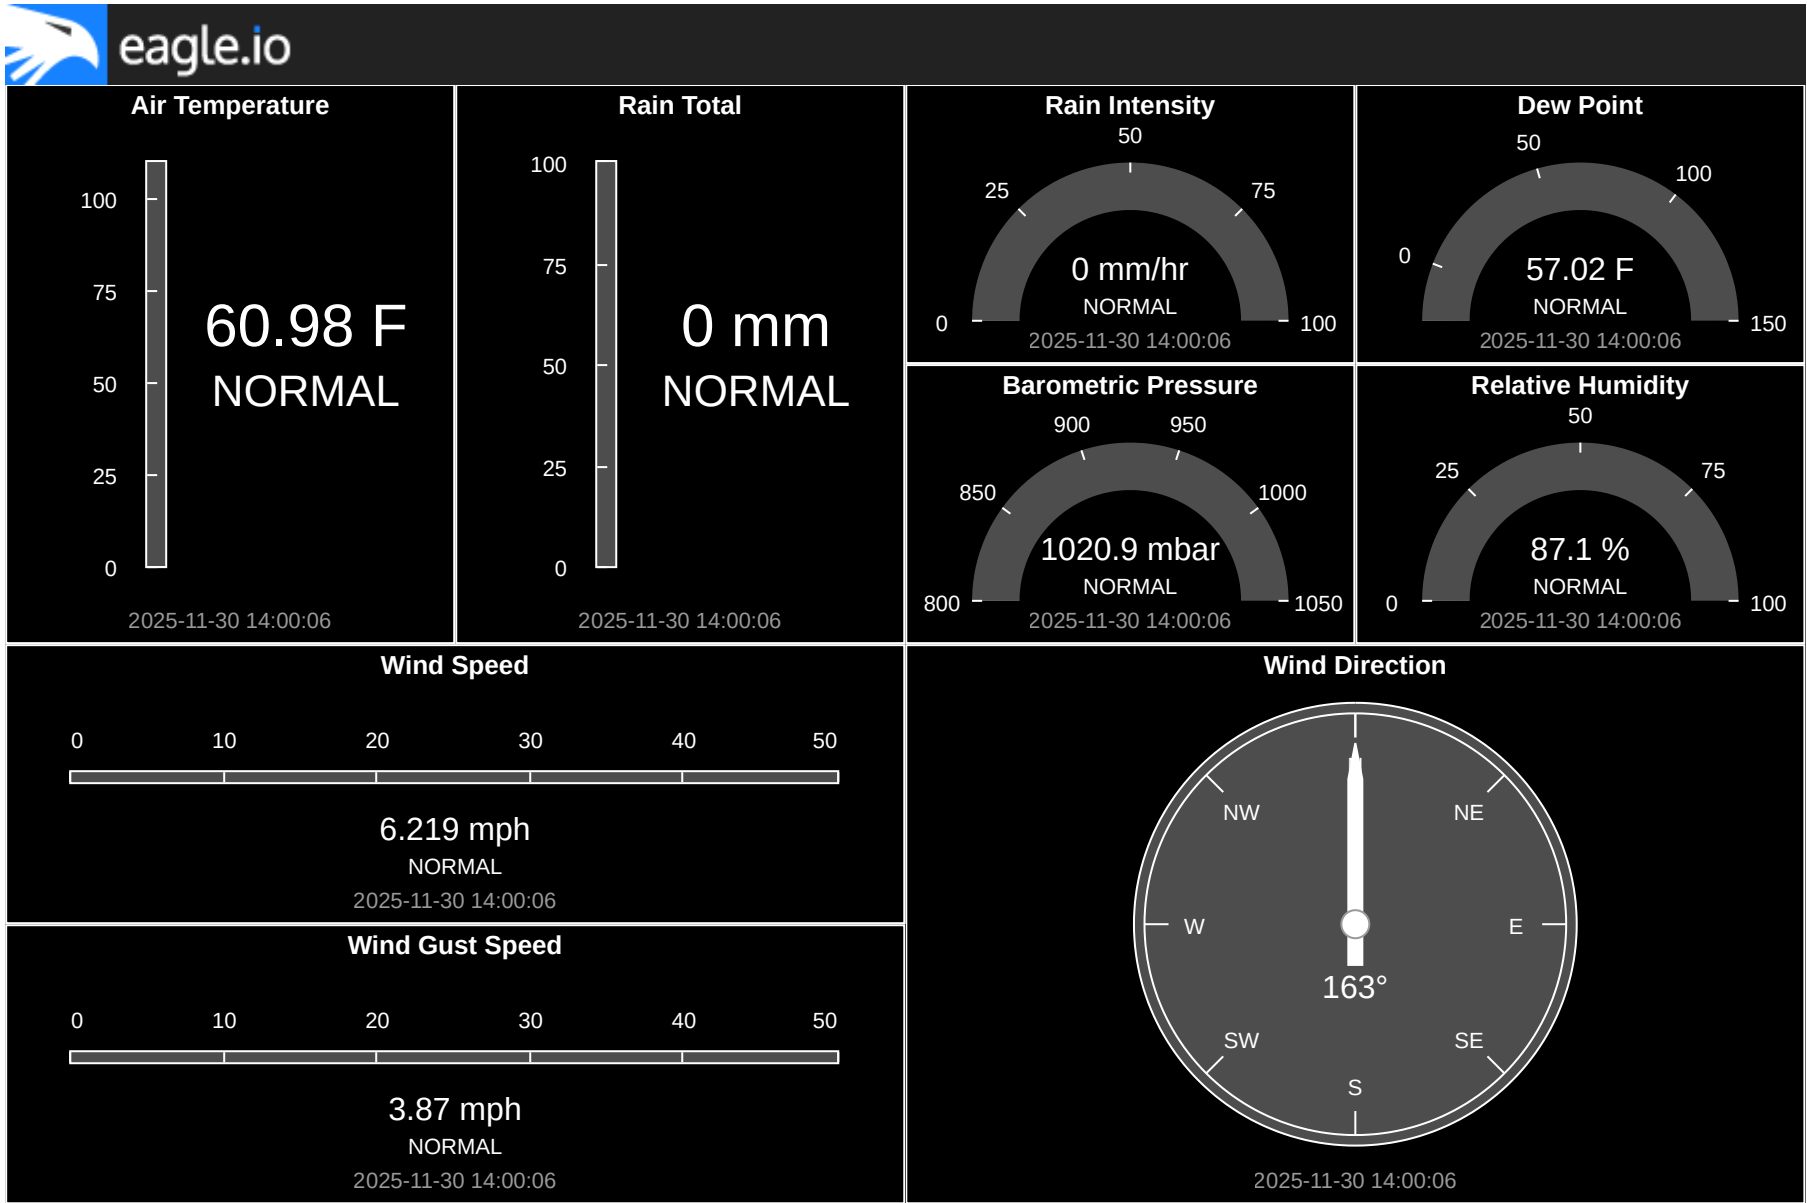 eagle.io
Air Temperature
100
75
50
25
0
60.98 F
NORMAL
2025-11-30 14:00:06
Rain Total
100
75
50
25
0
0 mm
NORMAL
2025-11-30 14:00:06
Rain Intensity
50
25
75
0
100
0 mm/hr
NORMAL
2025-11-30 14:00:06
Dew Point
50
100
0
150
57.02 F
NORMAL
2025-11-30 14:00:06
Barometric Pressure
900
950
850
1000
800
1050
1020.9 mbar
NORMAL
2025-11-30 14:00:06
Relative Humidity
50
25
75
0
100
87.1 %
NORMAL
2025-11-30 14:00:06
Wind Speed
0 10 20 30 40 50
6.219 mph
NORMAL
2025-11-30 14:00:06
Wind Gust Speed
0 10 20 30 40 50
3.87 mph
NORMAL
2025-11-30 14:00:06
Wind Direction
NW NE
W E
163°
SW SE
S
2025-11-30 14:00:06